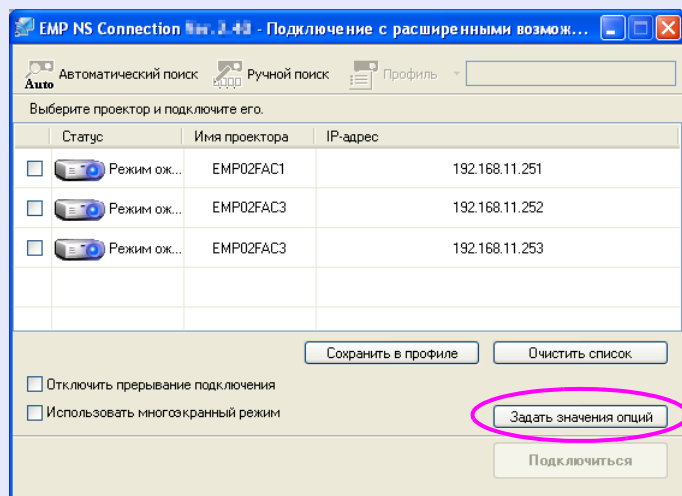 EMP NS Connection - Подключение с расширенными возмож...
Auto Автоматический поиск Ручной поиск Профиль
Выберите проектор и подключите его.
Статус Имя проектора IP-адрес
Режим ож... EMP02FAC1 192.168.11.251
Режим ож... EMP02FAC3 192.168.11.252
Режим ож... EMP02FAC3 192.168.11.253
Сохранить в профиле Очистить список
Отключить прерывание подключения
Использовать многоэкранный режим
Задать значения опций
Подключиться